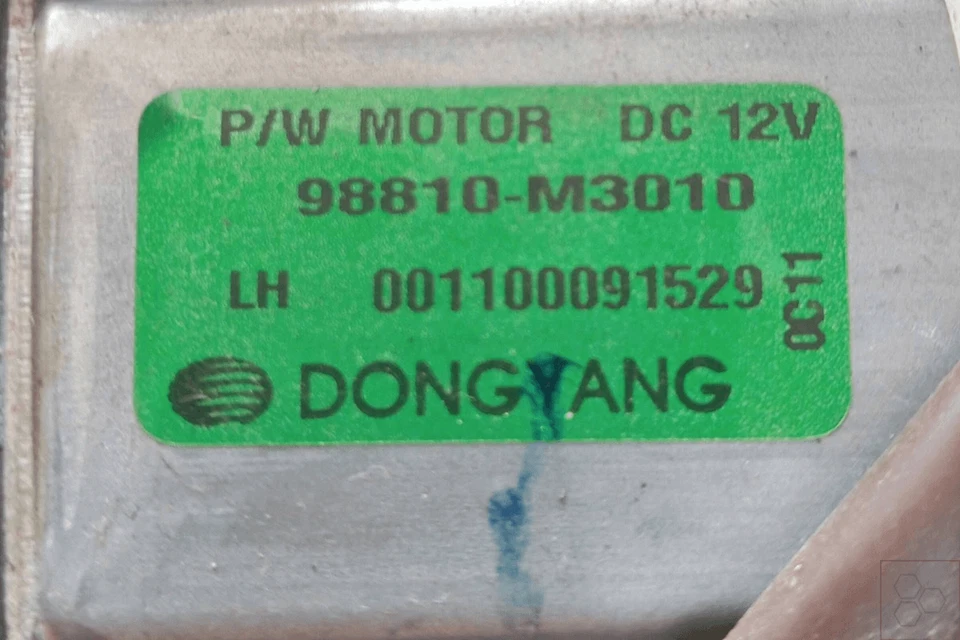 P/W MOTOR DC 12V
98810-M3010
LH 001100091529
0C11
DONGYANG